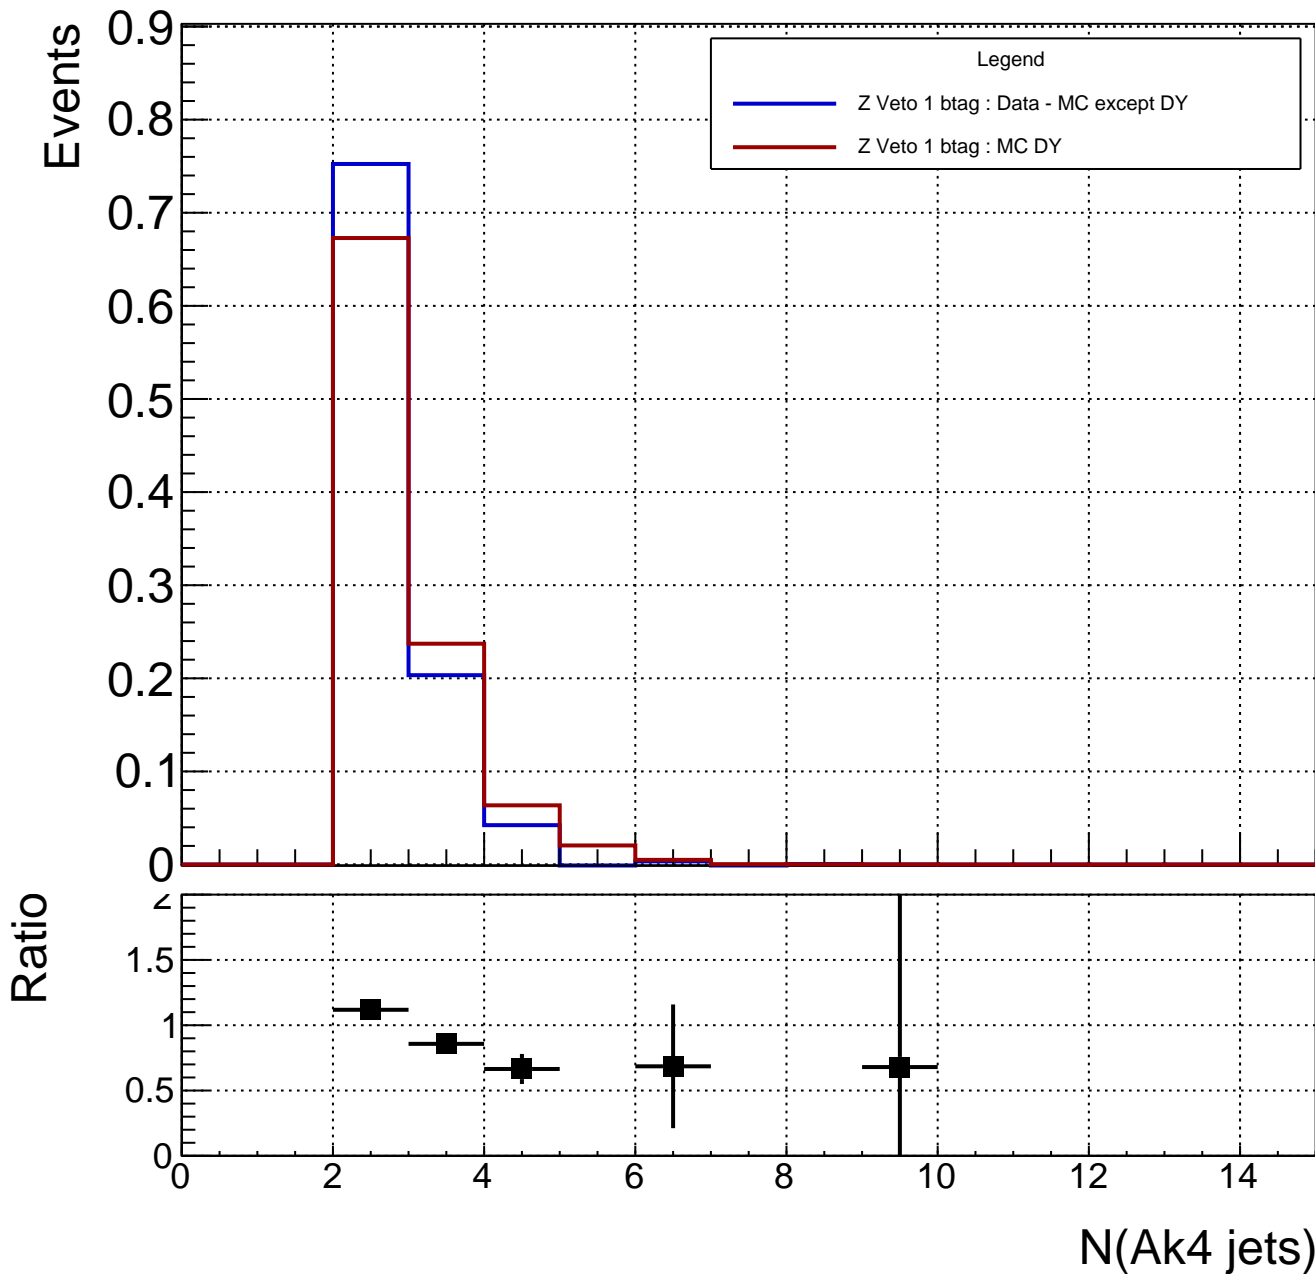 Events
0.9
0.8
0.7
0.6
0.5
0.4
0.3
0.2
0.1
0
Legend
Z Veto 1 btag : Data - MC except DY
Z Veto 1 btag : MC DY
Ratio
2
1.5
1
0.5
0
0 2 4 6 8 10 12 14
N(Ak4 jets)